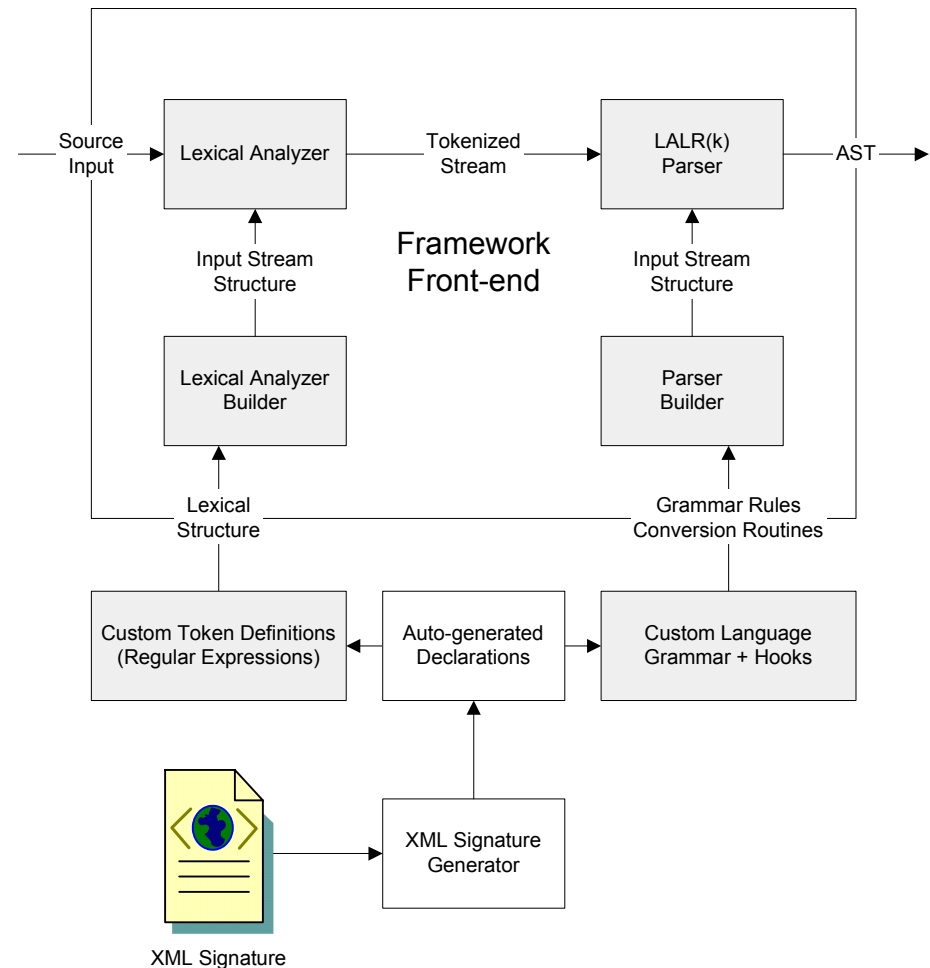 Source
Input
Lexical Analyzer
Tokenized
Stream
LALR(k)
Parser
AST
Input Stream
Structure
Framework
Front-end
Input Stream
Structure
Lexical Analyzer
Builder
Parser
Builder
Lexical
Structure
Grammar Rules
Conversion Routines
Custom Token Definitions
(Regular Expressions)
Auto-generated
Declarations
Custom Language
Grammar + Hooks
XML Signature
Generator
XML Signature